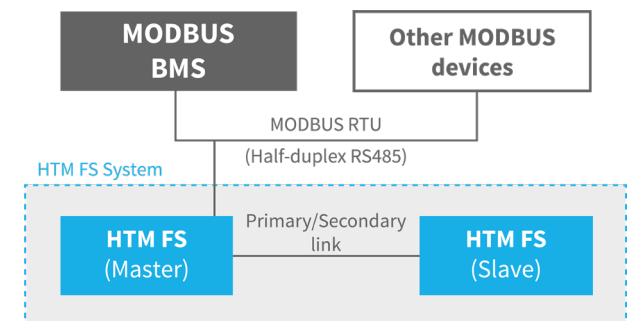 MODBUS
BMS
Other MODBUS
devices
MODBUS RTU
(Half-duplex RS485)
HTM FS System
HTM FS
(Master)
Primary/Secondary
link
HTM FS
(Slave)